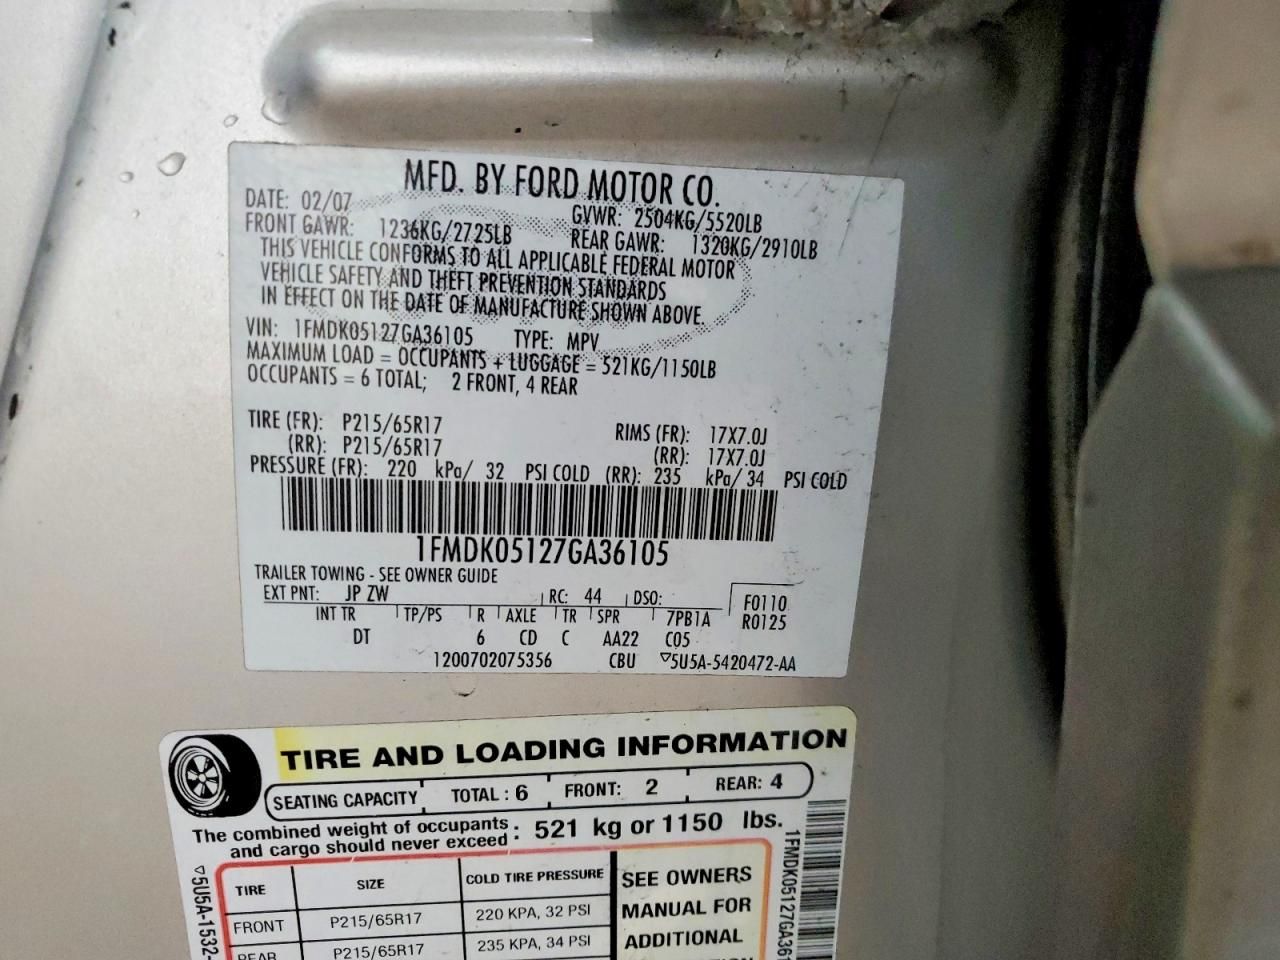 MFD. BY FORD MOTOR CO.
DATE: 02/07 GVWR: 2504KG/5520LB
FRONT GAWR: 1236KG/2725LB REAR GAWR: 1320KG/2910LB
THIS VEHICLE CONFORMS TO ALL APPLICABLE FEDERAL MOTOR
VEHICLE SAFETY AND THEFT PREVENTION STANDARDS
IN EFFECT ON THE DATE OF MANUFACTURE SHOWN ABOVE.
VIN: 1FMDK05127GA36105 TYPE: MPV
MAXIMUM LOAD = OCCUPANTS + LUGGAGE = 521KG/1150LB
OCCUPANTS = 6 TOTAL; 2 FRONT, 4 REAR
TIRE (FR): P215/65R17 RIMS (FR): 17X7.0J
(RR): P215/65R17 (RR): 17X7.0J
PRESSURE (FR): 220 kPa/ 32 PSI COLD (RR): 235 kPa/ 34 PSI COLD
1FMDK05127GA36105
TRAILER TOWING - SEE OWNER GUIDE
EXT PNT: JP ZW RC: 44 DSO: F0110
INT TR TP/PS R AXLE TR SPR 7PB1A R0125
DT 6 CD C AA22 C05
1200702075356 CBU ▽5U5A-5420472-AA
TIRE AND LOADING INFORMATION
SEATING CAPACITY TOTAL : 6 FRONT: 2 REAR: 4
The combined weight of occupants and cargo should never exceed : 521 kg or 1150 lbs.
TIRE SIZE COLD TIRE PRESSURE
FRONT P215/65R17 220 KPA, 32 PSI
REAR P215/65R17 235 KPA, 34 PSI
SEE OWNERS
MANUAL FOR
ADDITIONAL
▽5U5A-1532-
1FMDK05127GA361